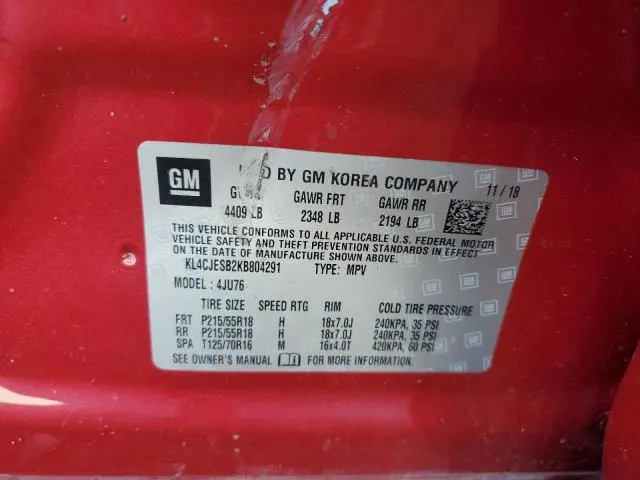 GM BY GM KOREA COMPANY 11/18
GAWR FRT GAWR RR
4409 LB 2348 LB 2194 LB
THIS VEHICLE CONFORMS TO ALL APPLICABLE U.S. FEDERAL MOTOR
VEHICLE SAFETY AND THEFT PREVENTION STANDARDS IN EFFECT
ON THE DATE OF MANUFACTURE SHOWN ABOVE.
KL4CJESB2KB804291 TYPE: MPV
MODEL: 4JU76
TIRE SIZE SPEED RTG RIM COLD TIRE PRESSURE
FRT P215/55R18 H 18x7.0J 240KPA, 35 PSI
RR P215/55R18 H 18x7.0J 240KPA, 35 PSI
SPA T125/70R16 M 16x4.0T 420KPA, 60 PSI
SEE OWNER'S MANUAL FOR MORE INFORMATION.